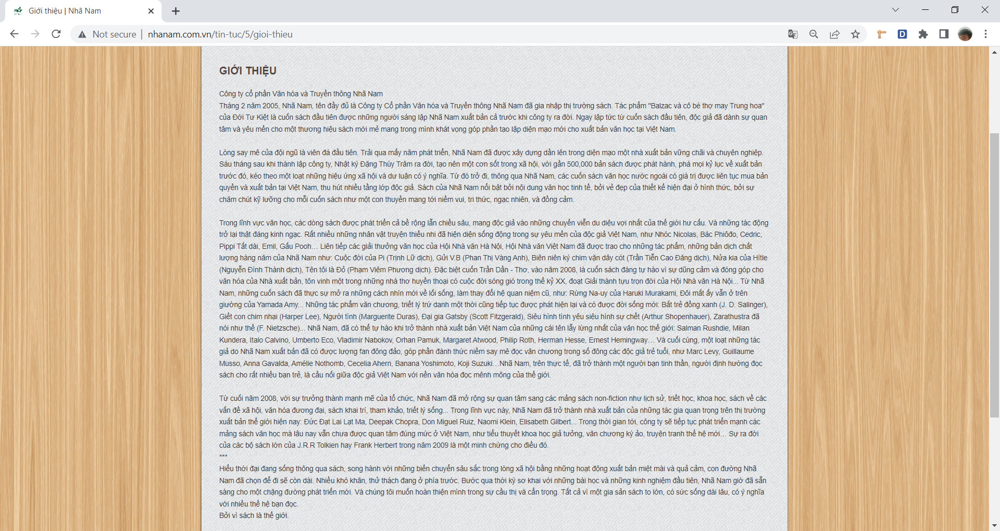 Giới thiệu | Nhã Nam
Not secure | nhanam.com.vn/tin-tuc/5/gioi-thieu
D
GIỚI THIỆU
Công ty cổ phần Văn hóa và Truyền thông Nhã Nam
Tháng 2 năm 2005, Nhã Nam, tên đầy đủ là Công ty Cổ phần Văn hóa và Truyền thông Nhã Nam đã gia nhập thị trường sách. Tác phẩm "Balzac và cô bé thợ may Trung hoa"
của Đới Tư Kiệt là cuốn sách đầu tiên được những người sáng lập Nhã Nam xuất bản cả trước khi công ty ra đời. Ngay lập tức từ cuốn sách đầu tiên, độc giả đã dành sự quan
tâm và yêu mến cho một thương hiệu sách mới mẻ mang trong mình khát vọng góp phần tạo lập diện mạo mới cho xuất bản văn học tại Việt Nam.
Lòng say mê của đội ngũ là viên đá đầu tiên. Trải qua mấy năm phát triển, Nhã Nam đã được xây dựng dần lên trong diện mạo một nhà xuất bản vững chãi và chuyên nghiệp.
Sáu tháng sau khi thành lập công ty, Nhật ký Đặng Thùy Trâm ra đời, tạo nên một cơn sốt trong xã hội, với gần 500,000 bản sách được phát hành, phá mọi kỷ lục về xuất bản
trước đó, kéo theo một loạt những hiệu ứng xã hội và dư luận có ý nghĩa. Từ đó trở đi, thông qua Nhã Nam, các cuốn sách văn học nước ngoài có giá trị được liên tục mua bản
quyền và xuất bản tại Việt Nam, thu hút nhiều tầng lớp độc giả. Sách của Nhã Nam nổi bật bởi nội dung văn học tinh tế, bởi vẻ đẹp của thiết kế hiện đại ở hình thức, bởi sự
chăm chút kỹ lưỡng cho mỗi cuốn sách như một con thuyền mang tới niềm vui, tri thức, ngạc nhiên, và đồng cảm.
Trong lĩnh vực văn học, các dòng sách được phát triển cả bề rộng lẫn chiều sâu, mang độc giả vào những chuyến viễn du diệu vợi nhất của thế giới hư cấu. Và những tác động
trở lại thật đáng kinh ngạc. Rất nhiều những nhân vật truyện thiếu nhi đã hiện diện sống động trong sự yêu mến của độc giả Việt Nam, như Nhóc Nicolas, Bác Phiôđo, Cedric,
Pippi Tất dài, Emil, Gấu Pooh… Liên tiếp các giải thưởng văn học của Hội Nhà văn Hà Nội, Hội Nhà văn Việt Nam đã được trao cho những tác phẩm, những bản dịch chất
lượng hàng năm của Nhã Nam như: Cuộc đời của Pi (Trịnh Lữ dịch), Gửi V.B (Phan Thị Vàng Anh), Biên niên ký chim vặn dây cót (Trần Tiễn Cao Đăng dịch), Nửa kia của Hítle
(Nguyễn Đình Thành dịch), Tên tôi là Đỏ (Phạm Viêm Phương dịch). Đặc biệt cuốn Trần Dần - Thơ, vào năm 2008, là cuốn sách đáng tự hào vì sự dũng cảm và đóng góp cho
văn hóa của Nhà xuất bản, tôn vinh một trong những nhà thơ huyền thoại có cuộc đời sóng gió trong thế kỷ XX, đoạt Giải thành tựu trọn đời của Hội Nhà văn Hà Nội... Từ Nhã
Nam, những cuốn sách đã thực sự mở ra những cách nhìn mới về lối sống, làm thay đổi hệ quan niệm cũ, như: Rừng Na-uy của Haruki Murakami, Đôi mắt ấy vẫn ở trên
giường của Yamada Amy... Những tác phẩm văn chương, triết lý trứ danh một thời cũng tiếp tục được phát hiện lại và có được đời sống mới: Bắt trẻ đồng xanh (J. D. Salinger),
Giết con chim nhại (Harper Lee), Người tình (Marguerite Duras), Đại gia Gatsby (Scott Fitzgerald), Siêu hình tình yêu siêu hình sự chết (Arthur Shopenhauer), Zarathustra đã
nói như thế (F. Nietzsche)... Nhã Nam, đã có thể tự hào khi trở thành nhà xuất bản Việt Nam của những cái tên lẫy lừng nhất của văn học thế giới: Salman Rushdie, Milan
Kundera, Italo Calvino, Umberto Eco, Vladimir Nabokov, Orhan Pamuk, Margaret Atwood, Philip Roth, Herman Hesse, Ernest Hemingway… Và cuối cùng, một loạt những tác
giả do Nhã Nam xuất bản đã có được lượng fan đông đảo, góp phần đánh thức niềm say mê đọc văn chương trong số đông các độc giả trẻ tuổi, như Marc Levy, Guillaume
Musso, Anna Gavalda, Amélie Nothomb, Cecelia Ahern, Banana Yoshimoto, Koji Suzuki…Nhã Nam, trên thực tế, đã trở thành một người bạn tinh thần, người định hướng đọc
sách cho rất nhiều bạn trẻ, là cầu nối giữa độc giả Việt Nam với nền văn hóa đọc mênh mông của thế giới.
Từ cuối năm 2008, với sự trưởng thành mạnh mẽ của tổ chức, Nhã Nam đã mở rộng sự quan tâm sang các mảng sách non-fiction như lịch sử, triết học, khoa học, sách về các
vấn đề xã hội, văn hóa đương đại, sách khai trí, tham khảo, triết lý sống... Trong lĩnh vực này, Nhã Nam đã trở thành nhà xuất bản của những tác gia quan trọng trên thị trường
xuất bản thế giới hiện nay: Đức Đạt Lai Lạt Ma, Deepak Chopra, Don Miguel Ruiz, Naomi Klein, Elisabeth Gilbert... Trong thời gian tới, công ty sẽ tiếp tục phát triển mạnh các
mảng sách văn học mà lâu nay vẫn chưa được quan tâm đúng mức ở Việt Nam, như tiểu thuyết khoa học giả tưởng, văn chương kỳ ảo, truyện tranh thế hệ mới… Sự ra đời
của các bộ sách lớn của J.R.R Tolkien hay Frank Herbert trong năm 2009 là một minh chứng cho điều đó.
***
Hiểu thời đại đang sống thông qua sách, song hành với những biến chuyển sâu sắc trong lòng xã hội bằng những hoạt động xuất bản miệt mài và quả cảm, con đường Nhã
Nam đã chọn để đi sẽ còn dài. Nhiều khó khăn, thử thách đang ở phía trước. Bước qua thời kỳ sơ khai với những bài học và những kinh nghiệm đầu tiên, Nhã Nam giờ đã sẵn
sàng cho một chặng đường phát triển mới. Và chúng tôi muốn hoàn thiện mình trong sự cầu thị và cẩn trọng. Tất cả vì một gia sản sách to lớn, có sức sống dài lâu, có ý nghĩa
với nhiều thế hệ bạn đọc.
Bởi vì sách là thế giới.